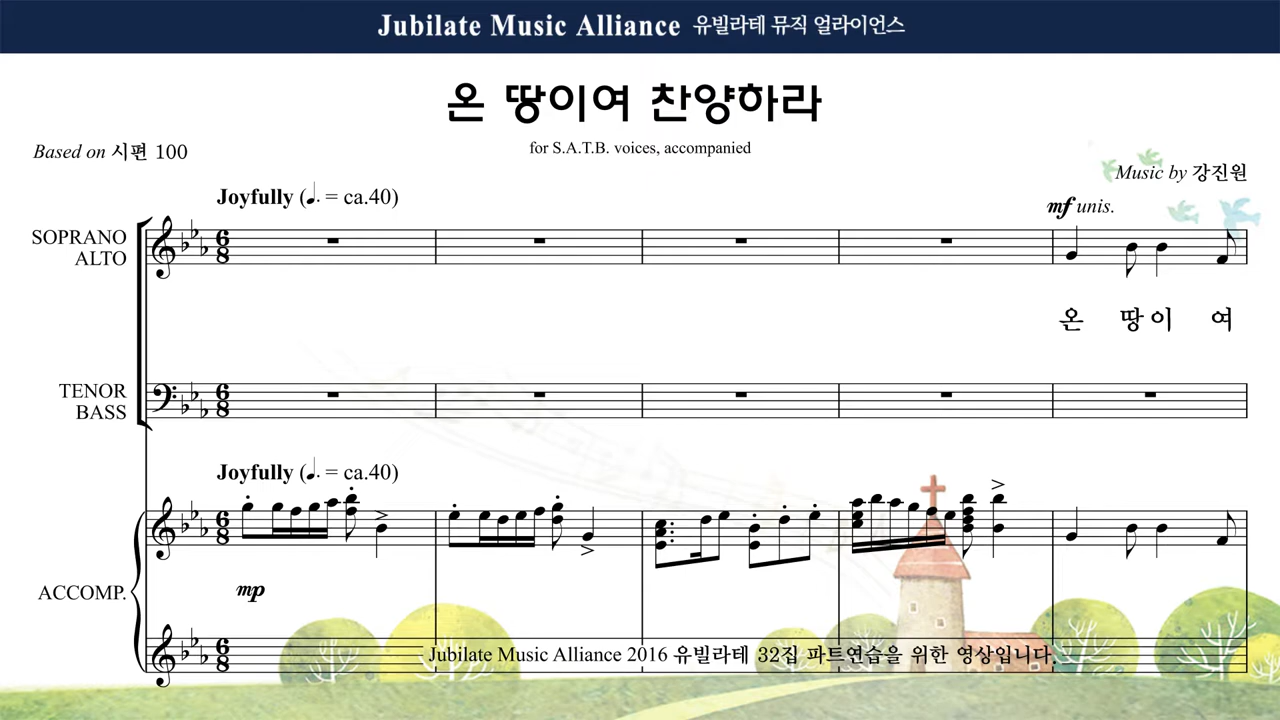 Jubilate Music Alliance 유빌라테 뮤직 얼라이언스
온 땅이여 찬양하라
for S.A.T.B. voices, accompanied
Based on 시편 100
Music by 강진원
Joyfully (♩. = ca.40)
mf unis.
SOPRANO
ALTO
온 땅이 여
TENOR
BASS
Joyfully (♩. = ca.40)
mp
ACCOMP.
Jubilate Music Alliance 2016 유빌라테 32집 파트연습을 위한 영상입니다.